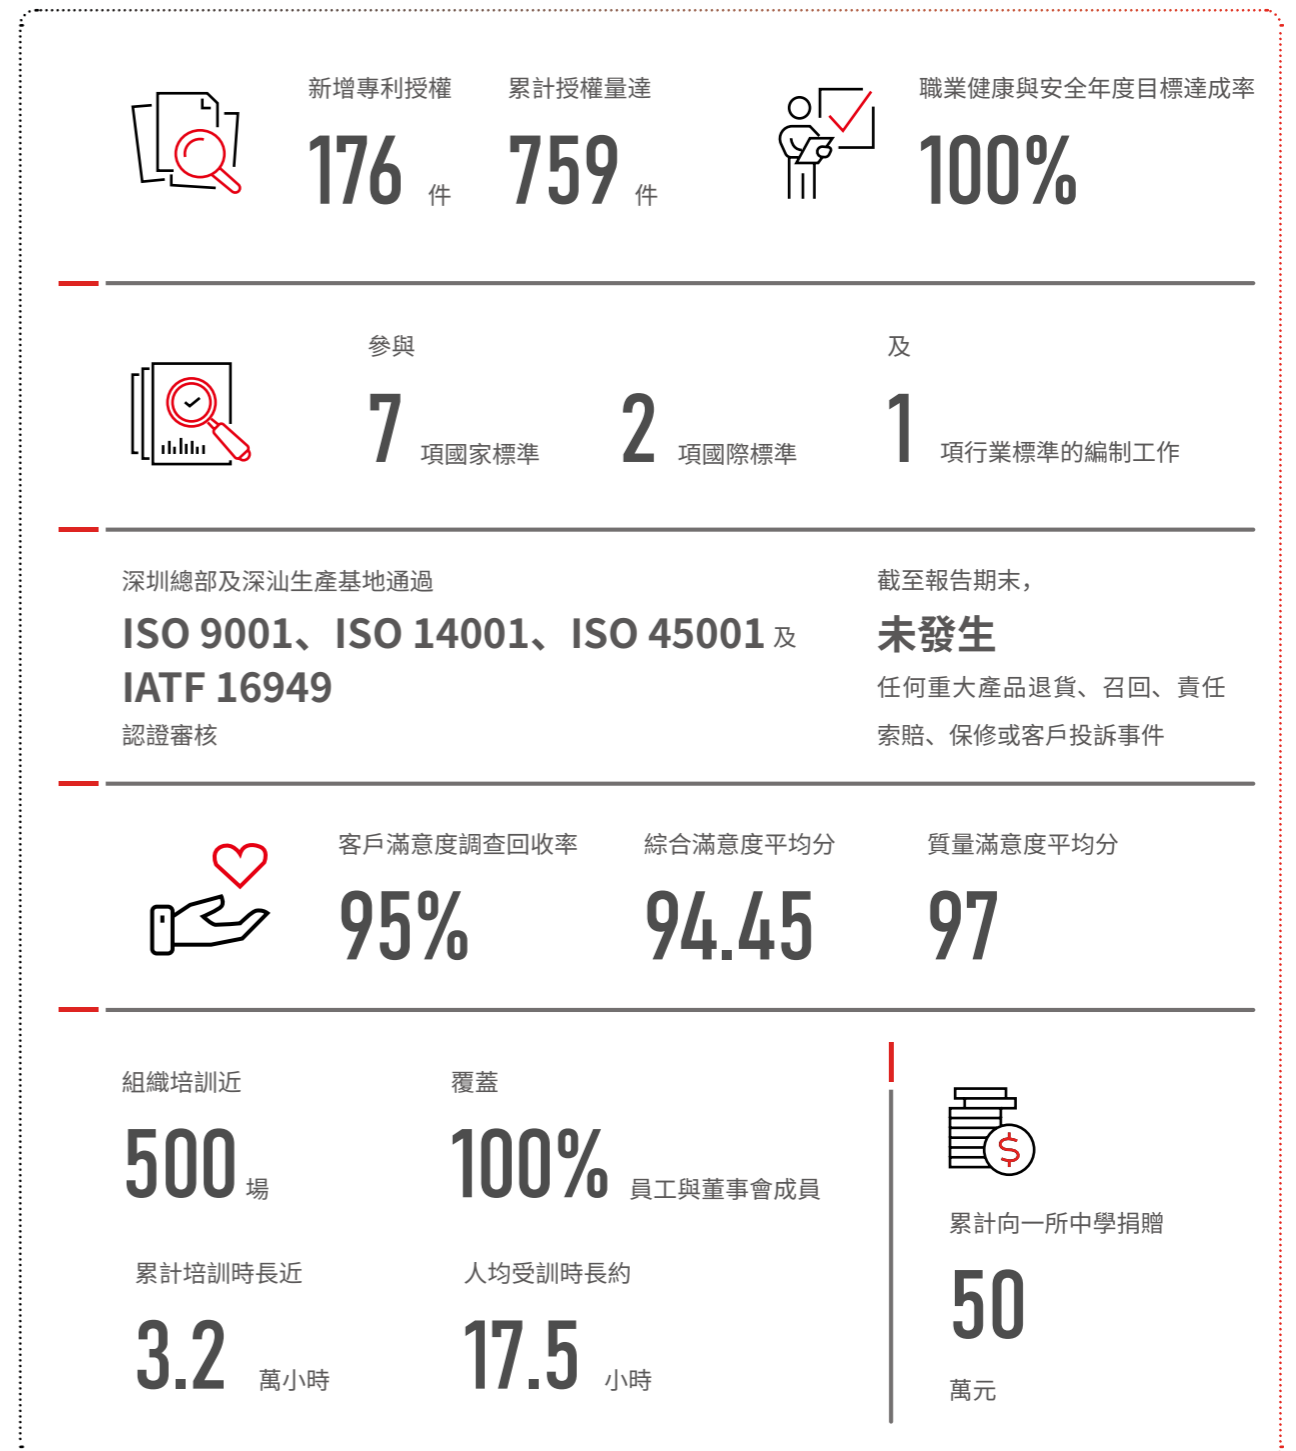 新增專利授權
176 件
累計授權量達
759 件
職業健康與安全年度目標達成率
100%
參與
7 項國家標準
2 項國際標準
及
1 項行業標準的編制工作
深圳總部及深汕生產基地通過
ISO 9001、ISO 14001、ISO 45001 及
IATF 16949
認證審核
截至報告期末，
未發生
任何重大產品退貨、召回、責任
索賠、保修或客戶投訴事件
客戶滿意度調查回收率
95%
綜合滿意度平均分
94.45
質量滿意度平均分
97
組織培訓近
500 場
覆蓋
100% 員工與董事會成員
累計培訓時長近
3.2 萬小時
人均受訓時長約
17.5 小時
累計向一所中學捐贈
50
萬元